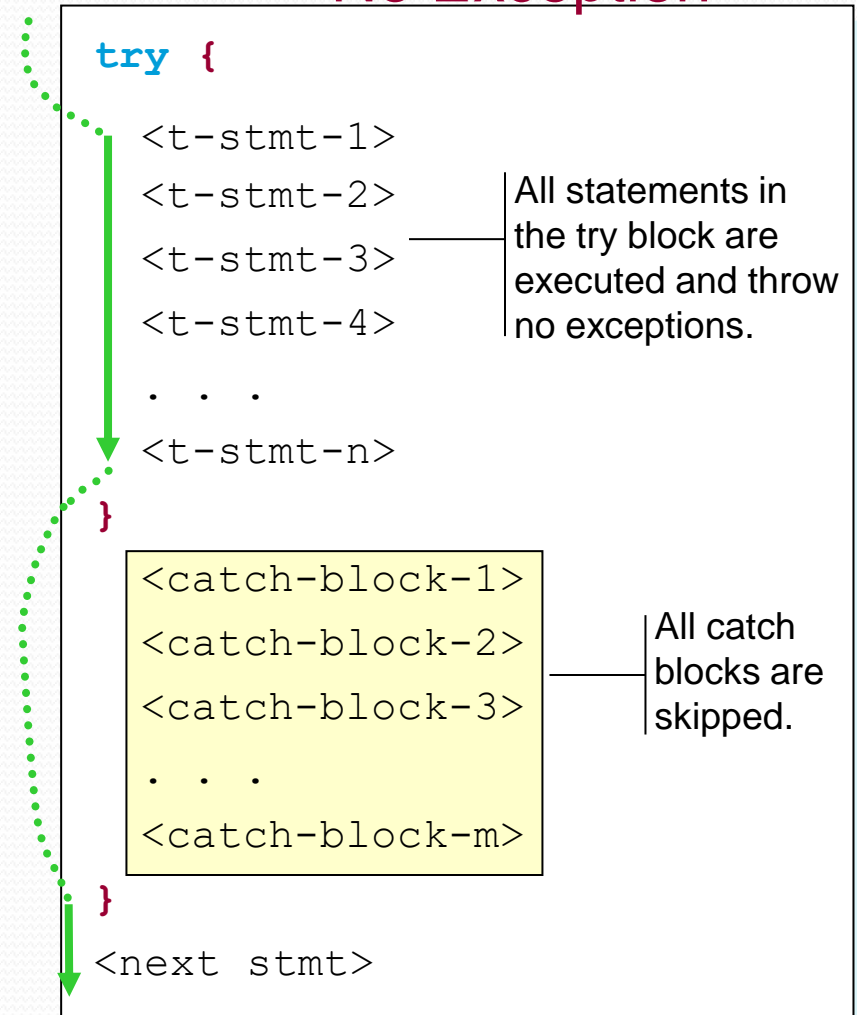 No Exception
try {
<t-stmt-1>
<t-stmt-2>
<t-stmt-3>
<t-stmt-4>
. . .
<t-stmt-n>
}
All statements in
the try block are
executed and throw
no exceptions.
<catch-block-1>
<catch-block-2>
<catch-block-3>
. . .
<catch-block-m>
All catch
blocks are
skipped.
}
<next stmt>